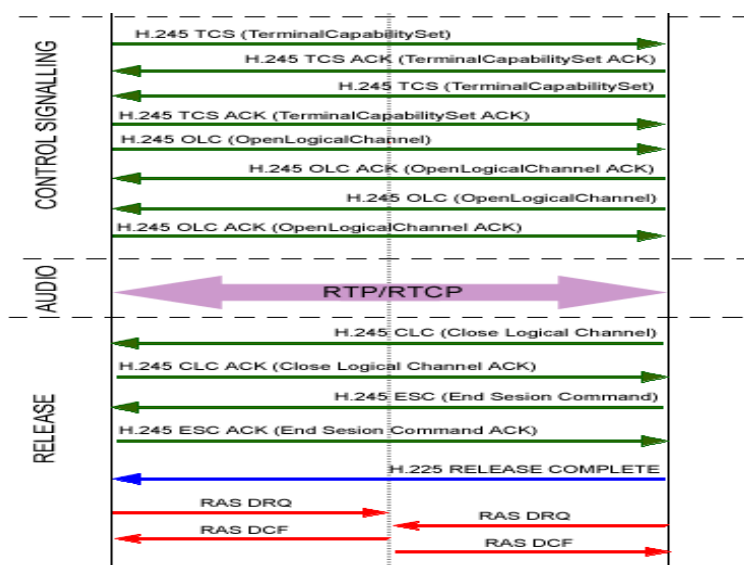 CONTROL SIGNALLING
H.245 TCS (TerminalCapabilitySet)
H.245 TCS ACK (TerminalCapabilitySet ACK)
H.245 TCS (TerminalCapabilitySet)
H.245 TCS ACK (TerminalCapabilitySet ACK)
H.245 OLC (OpenLogicalChannel)
H.245 OLC ACK (OpenLogicalChannel ACK)
H.245 OLC (OpenLogicalChannel)
H.245 OLC ACK (OpenLogicalChannel ACK)
AUDIO
RTP/RTCP
RELEASE
H.245 CLC (Close Logical Channel)
H.245 CLC ACK (Close Logical Channel ACK)
H.245 ESC (End Sesion Command)
H.245 ESC ACK (End Sesion Command ACK)
H.225 RELEASE COMPLETE
RAS DRQ
RAS DRQ
RAS DCF
RAS DCF